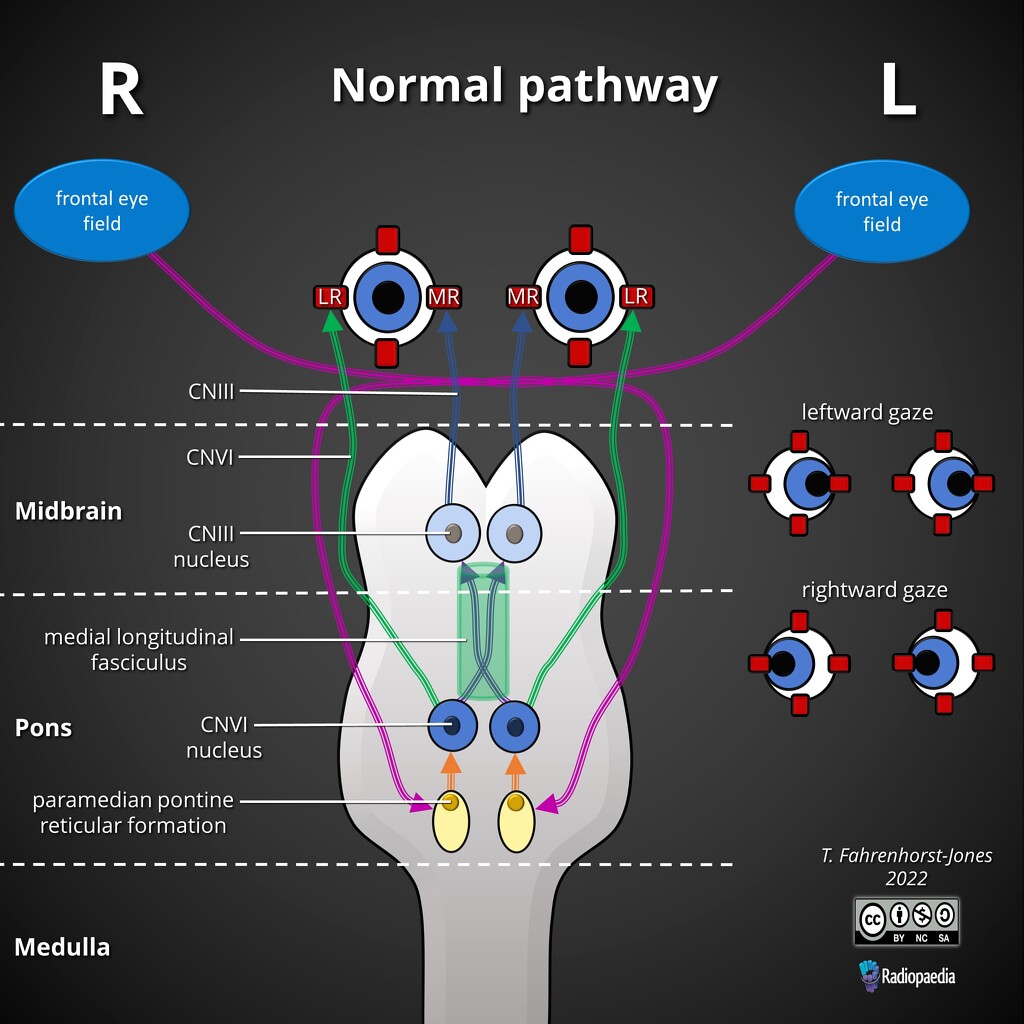 R
Normal pathway
L
frontal eye
field
frontal eye
field
LR
MR
MR
LR
CNIII
leftward gaze
CNVI
Midbrain
CNIII
nucleus
rightward gaze
medial longitudinal
fasciculus
Pons
CNVI
nucleus
paramedian pontine
reticular formation
T. Fahrenhorst-Jones
2022
cc
BY NC SA
Radiopaedia
Medulla